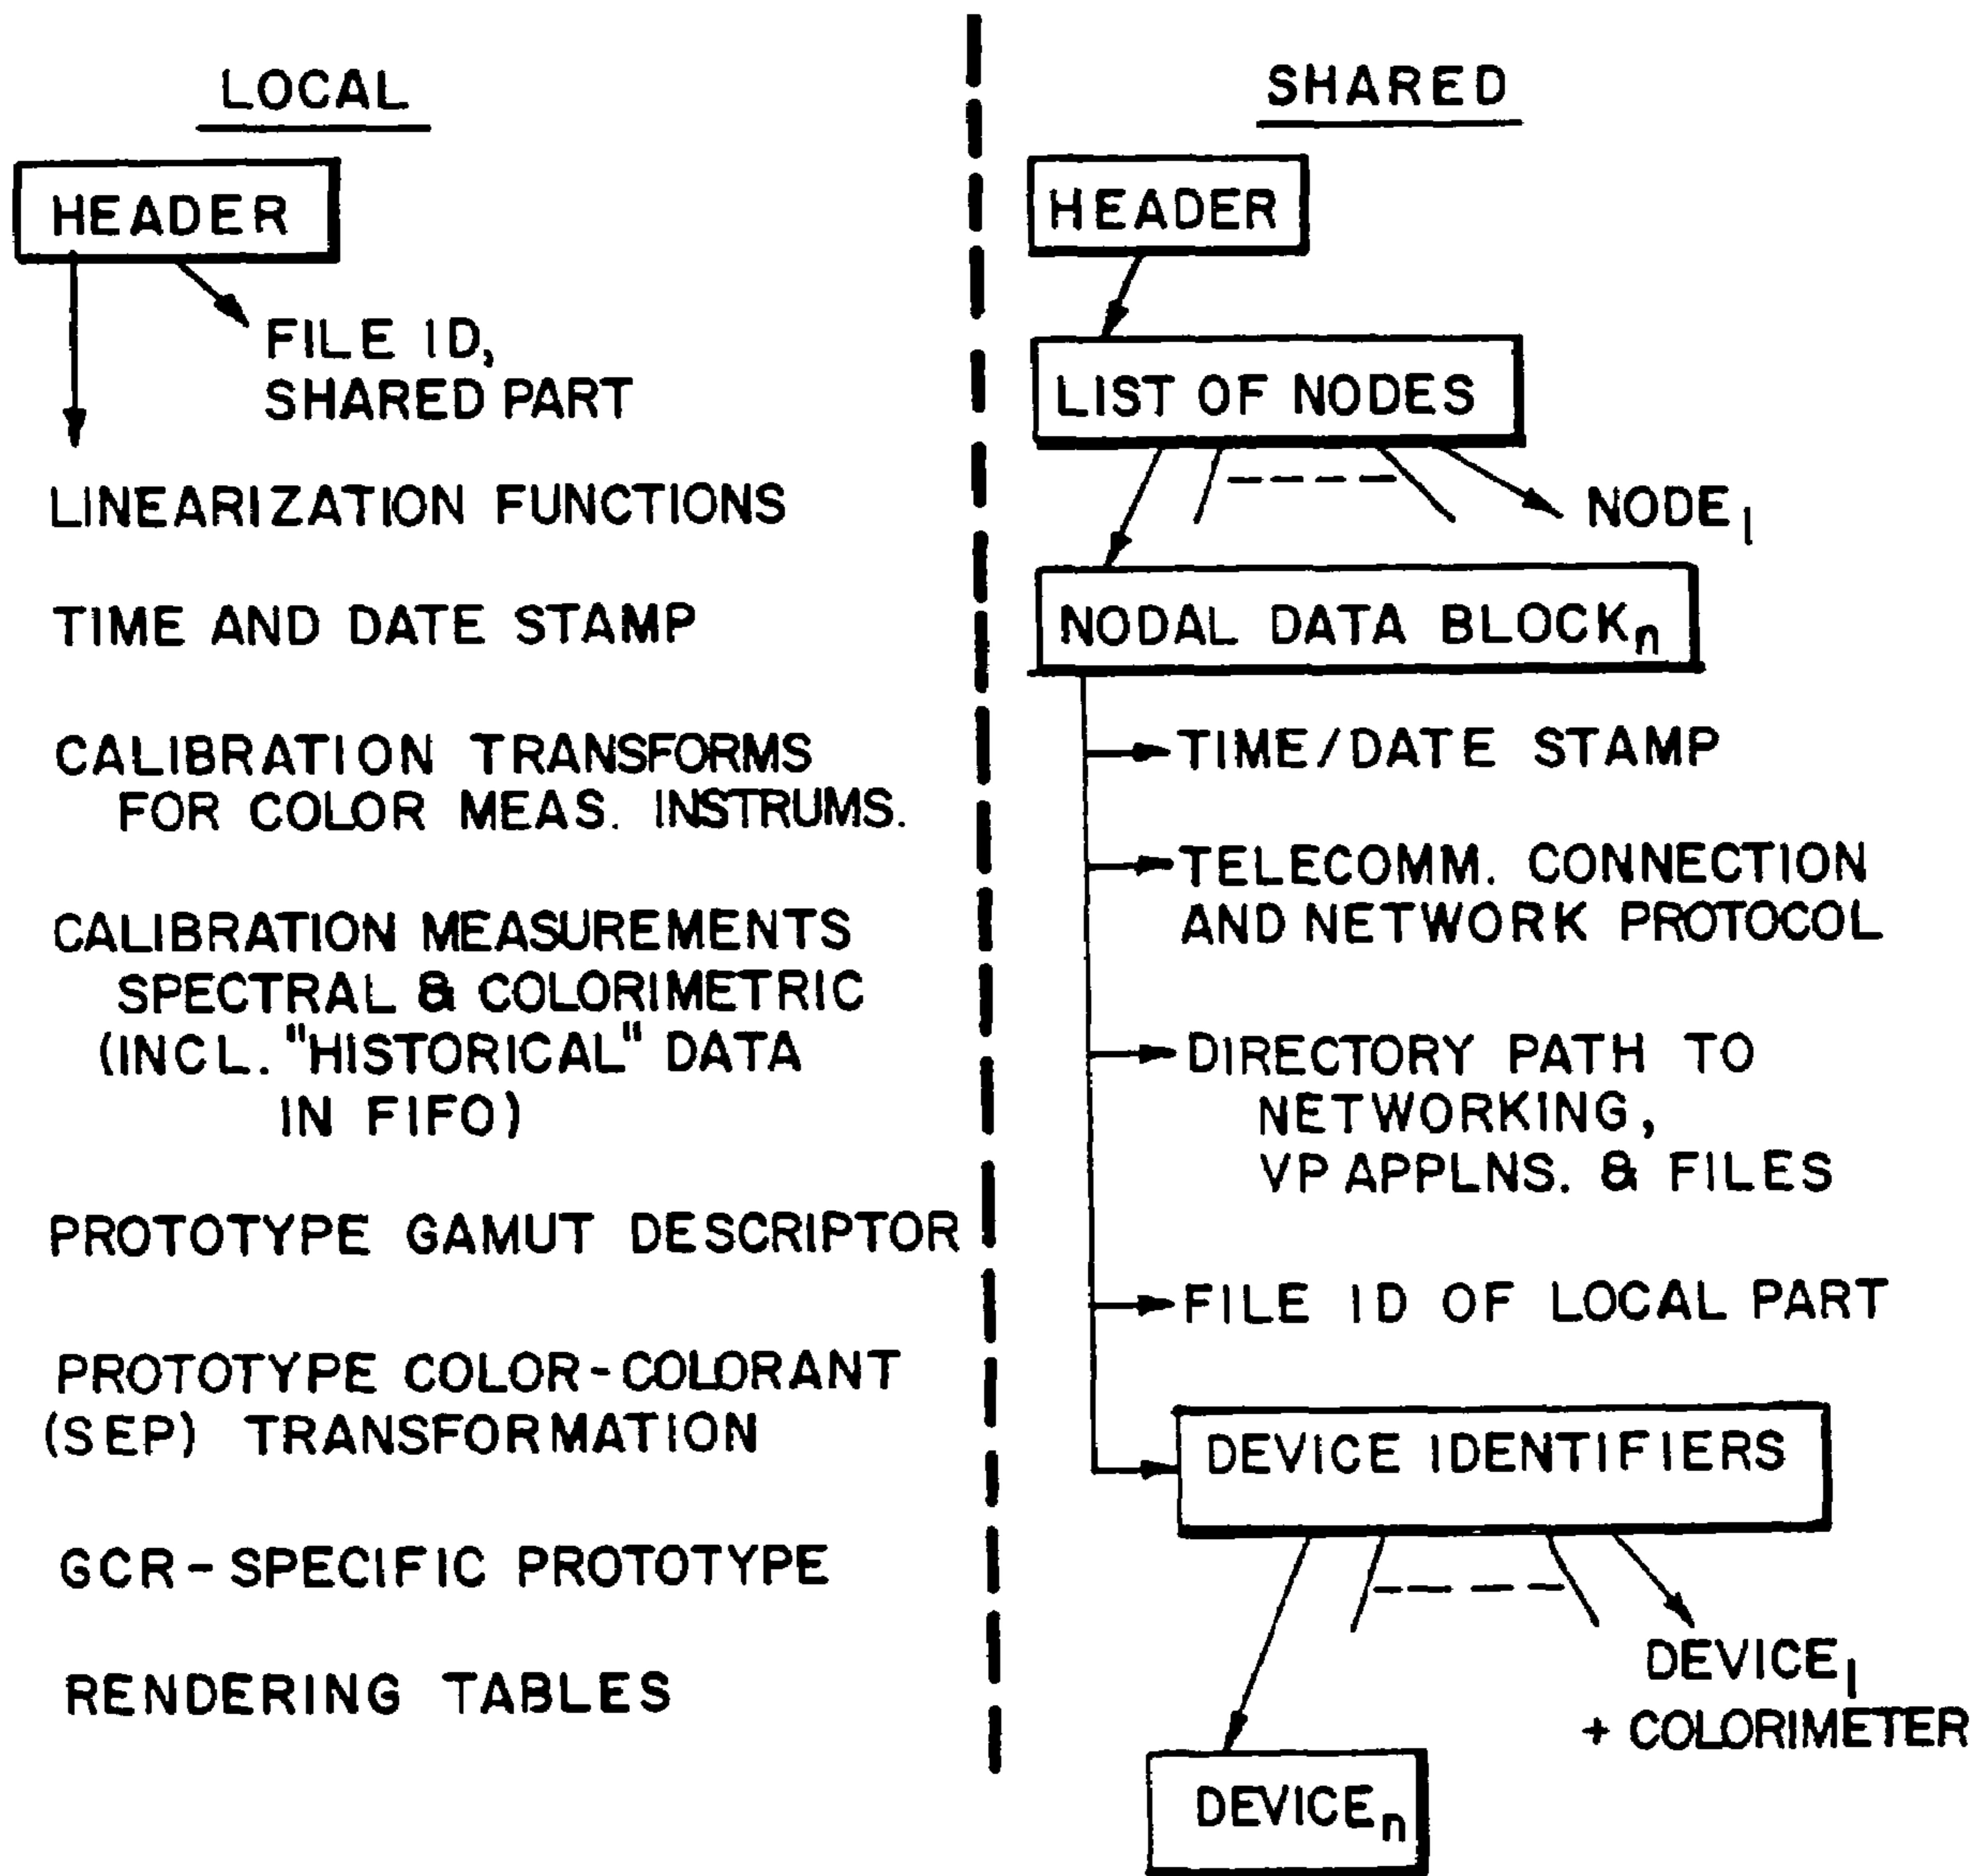 LOCAL
HEADER
FILE ID,
SHARED PART
LINEARIZATION FUNCTIONS
TIME AND DATE STAMP
CALIBRATION TRANSFORMS
FOR COLOR MEAS. INSTRUMS.
CALIBRATION MEASUREMENTS
SPECTRAL & COLORIMETRIC
(INCL. "HISTORICAL" DATA
IN FIFO)
PROTOTYPE GAMUT DESCRIPTOR
PROTOTYPE COLOR-COLORANT
(SEP) TRANSFORMATION
GCR-SPECIFIC PROTOTYPE
RENDERING TABLES
SHARED
HEADER
LIST OF NODES
NODE1
NODAL DATA BLOCKn
TIME/DATE STAMP
TELECOMM. CONNECTION
AND NETWORK PROTOCOL
DIRECTORY PATH TO
NETWORKING,
VP APPLNS. & FILES
FILE ID OF LOCAL PART
DEVICE IDENTIFIERS
DEVICE1
+ COLORIMETER
DEVICEn